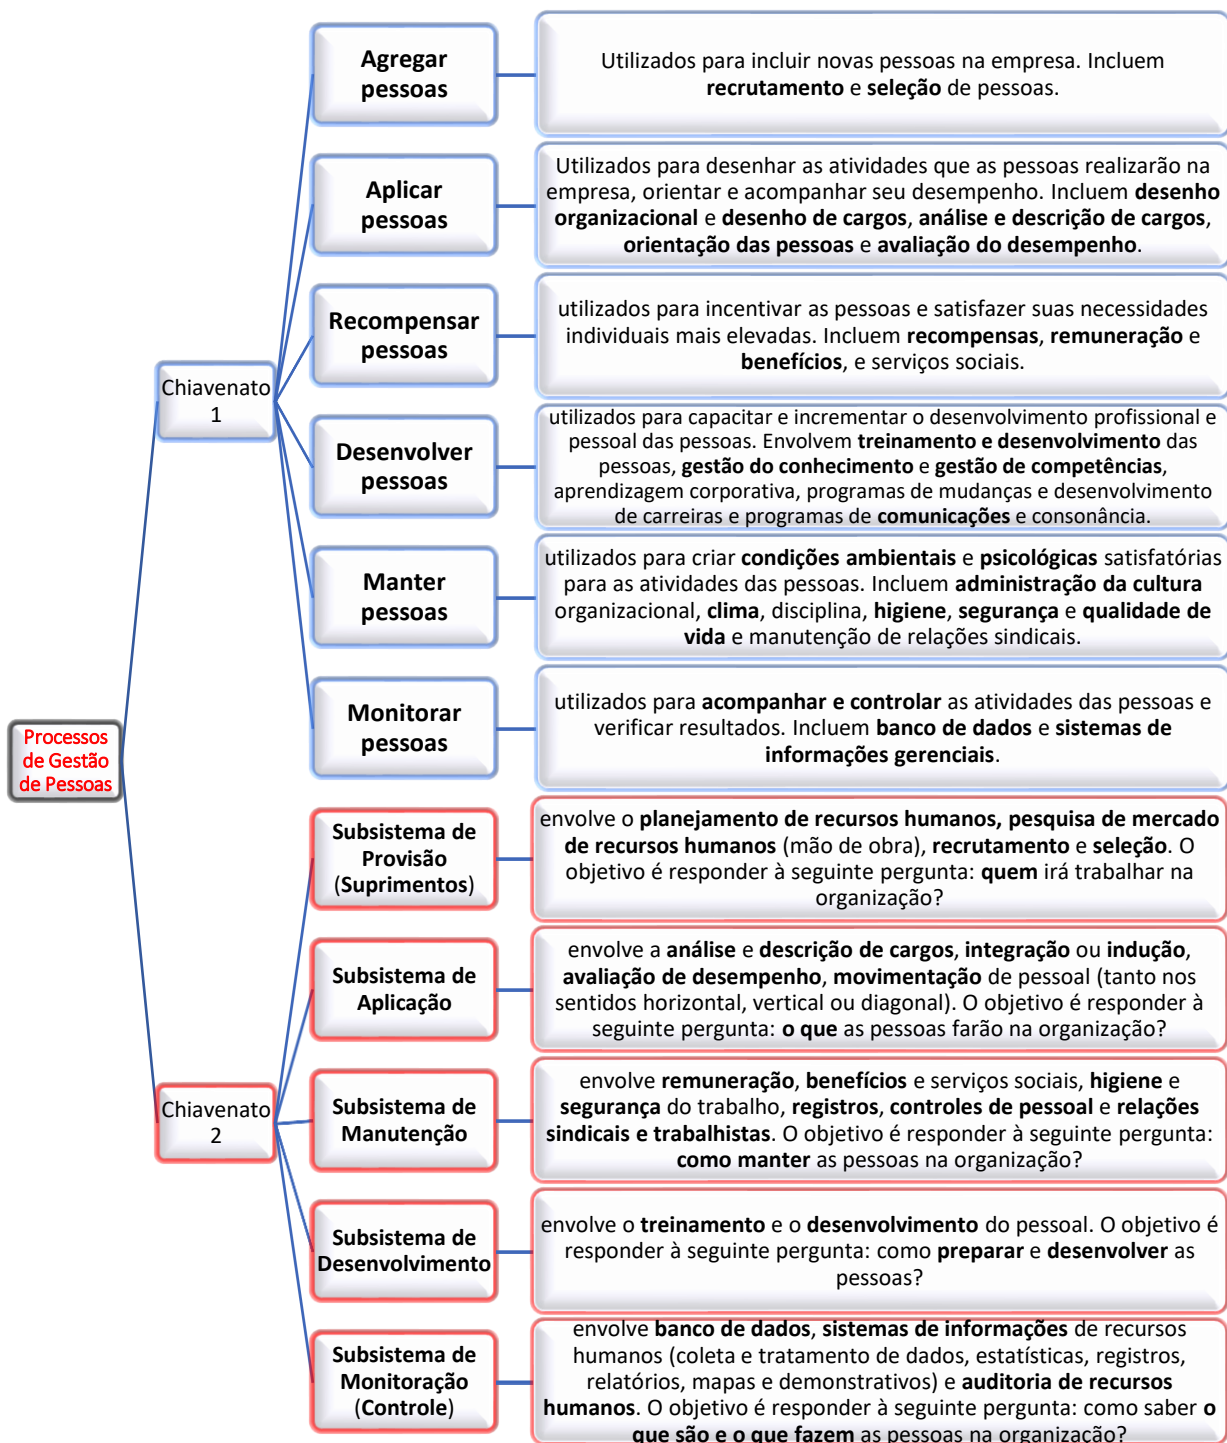 Processos
de Gestão
de Pessoas
Chiavenato
1
Agregar
pessoas
Utilizados para incluir novas pessoas na empresa. Incluem
recrutamento e seleção de pessoas.
Aplicar
pessoas
Utilizados para desenhar as atividades que as pessoas realizarão na
empresa, orientar e acompanhar seu desempenho. Incluem desenho
organizacional e desenho de cargos, análise e descrição de cargos,
orientação das pessoas e avaliação do desempenho.
Recompensar
pessoas
utilizados para incentivar as pessoas e satisfazer suas necessidades
individuais mais elevadas. Incluem recompensas, remuneração e
benefícios, e serviços sociais.
Desenvolver
pessoas
utilizados para capacitar e incrementar o desenvolvimento profissional e
pessoal das pessoas. Envolvem treinamento e desenvolvimento das
pessoas, gestão do conhecimento e gestão de competências,
aprendizagem corporativa, programas de mudanças e desenvolvimento
de carreiras e programas de comunicações e consonância.
Manter
pessoas
utilizados para criar condições ambientais e psicológicas satisfatórias
para as atividades das pessoas. Incluem administração da cultura
organizacional, clima, disciplina, higiene, segurança e qualidade de
vida e manutenção de relações sindicais.
Monitorar
pessoas
utilizados para acompanhar e controlar as atividades das pessoas e
verificar resultados. Incluem banco de dados e sistemas de
informações gerenciais.
Chiavenato
2
Subsistema de
Provisão
(Suprimentos)
envolve o planejamento de recursos humanos, pesquisa de mercado
de recursos humanos (mão de obra), recrutamento e seleção. O
objetivo é responder à seguinte pergunta: quem irá trabalhar na
organização?
Subsistema de
Aplicação
envolve a análise e descrição de cargos, integração ou indução,
avaliação de desempenho, movimentação de pessoal (tanto nos
sentidos horizontal, vertical ou diagonal). O objetivo é responder à
seguinte pergunta: o que as pessoas farão na organização?
Subsistema de
Manutenção
envolve remuneração, benefícios e serviços sociais, higiene e
segurança do trabalho, registros, controles de pessoal e relações
sindicais e trabalhistas. O objetivo é responder à seguinte pergunta:
como manter as pessoas na organização?
Subsistema de
Desenvolvimento
envolve o treinamento e o desenvolvimento do pessoal. O objetivo é
responder à seguinte pergunta: como preparar e desenvolver as
pessoas?
Subsistema de
Monitoração
(Controle)
envolve banco de dados, sistemas de informações de recursos
humanos (coleta e tratamento de dados, estatísticas, registros,
relatórios, mapas e demonstrativos) e auditoria de recursos
humanos. O objetivo é responder à seguinte pergunta: como saber o
que são e o que fazem as pessoas na organização?